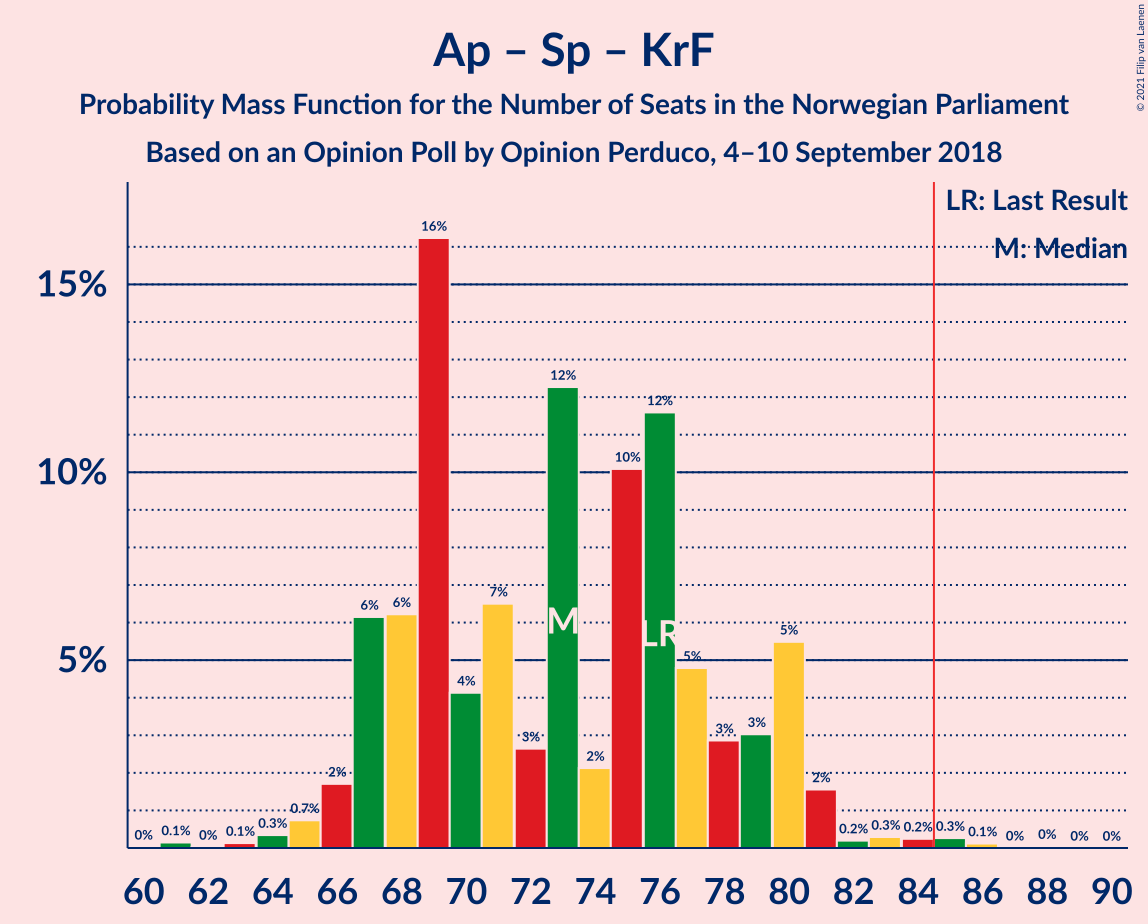 Ap – Sp – KrF
Probability Mass Function for the Number of Seats in the Norwegian Parliament
Based on an Opinion Poll by Opinion Perduco, 4–10 September 2018
© 2021 Filip van Laenen
LR: Last Result
M: Median
15%
10%
5%
0% 0.1% 0% 0.1% 0.3% 0.7% 2% 6% 6% 16% 4% 7% 3% 12% 2% 10% 12% 5% 3% 3% 5% 2% 0.2% 0.3% 0.2% 0.3% 0.1% 0% 0% 0% 0%
M LR
60 62 64 66 68 70 72 74 76 78 80 82 84 86 88 90